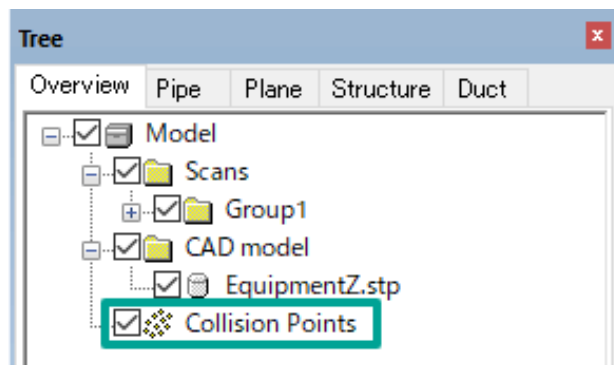 Tree
x
Overview Pipe Plane Structure Duct
Model
Scans
Group1
CAD model
EquipmentZ.stp
Collision Points